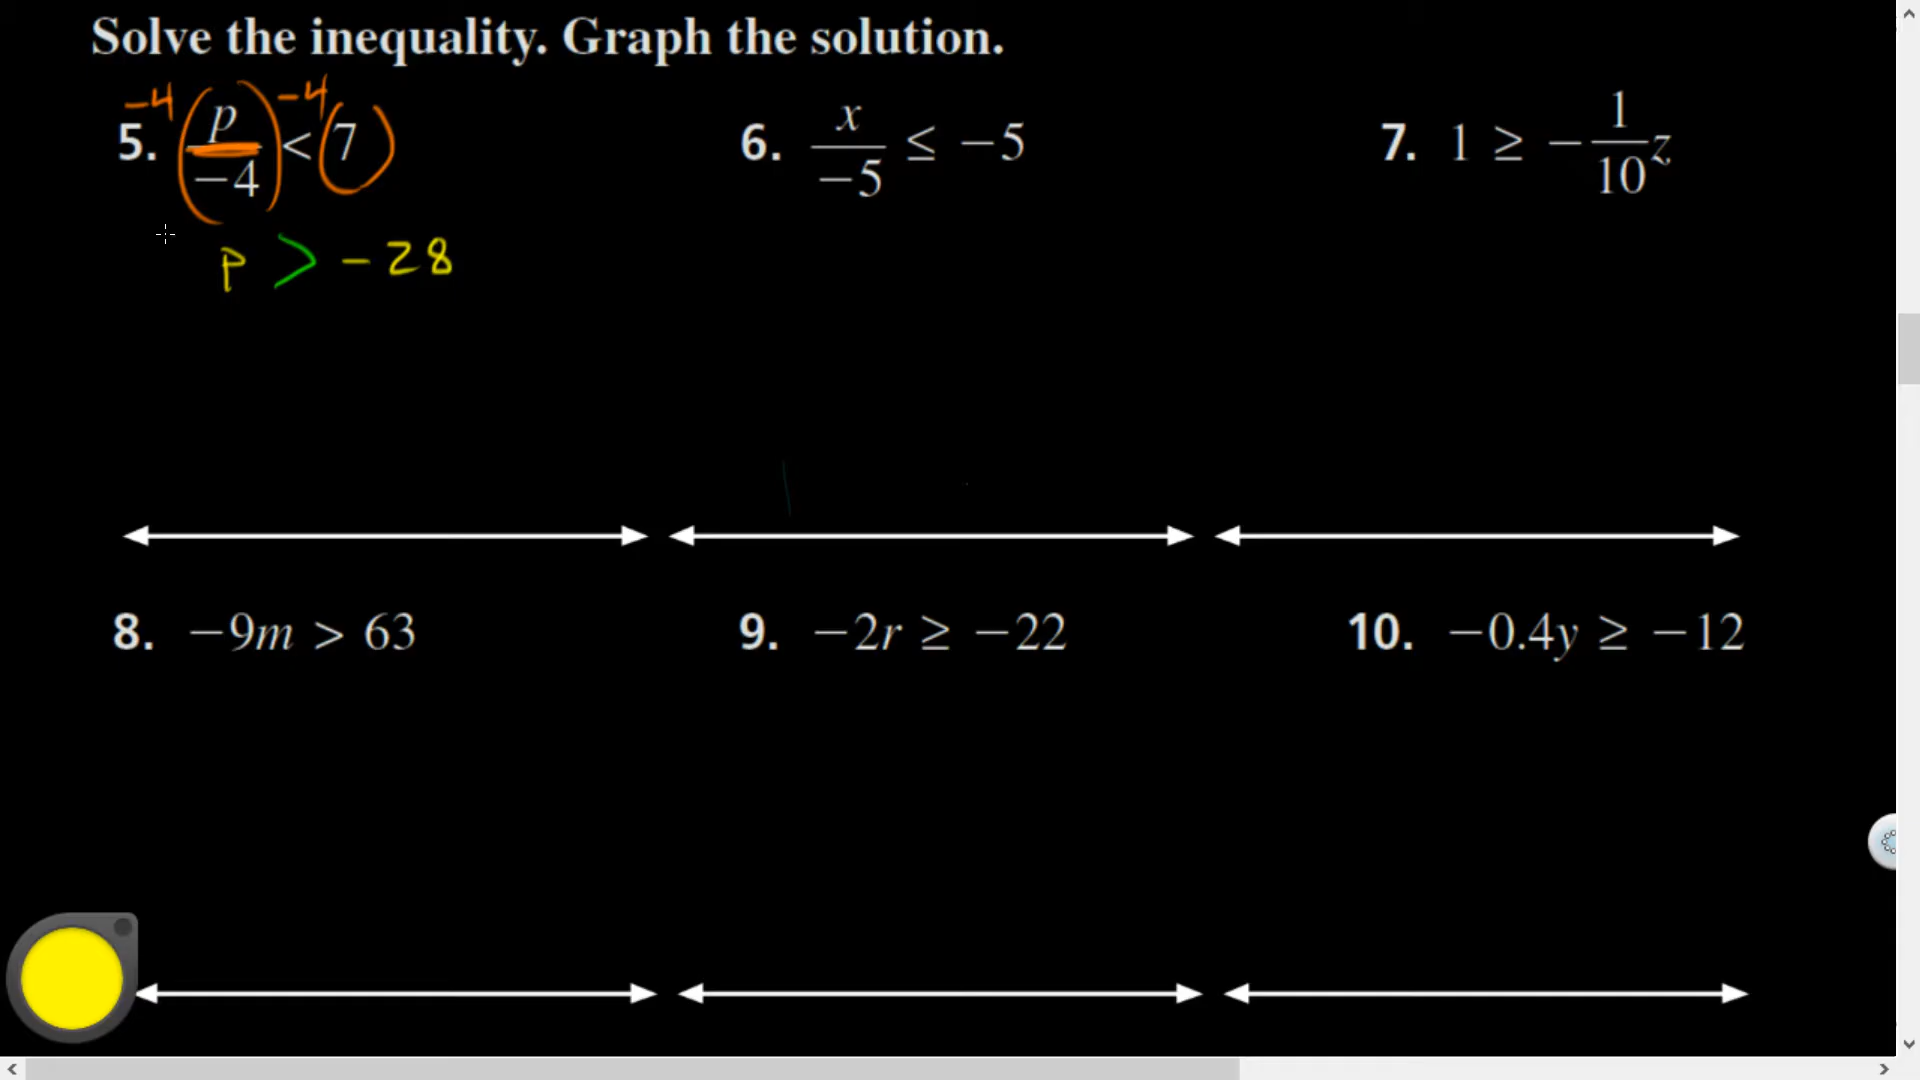 Solve the inequality. Graph the solution.
5. -4(p/−4) < -4(7)
p > -28
6. x/−5 ≤ −5
7. 1 ≥ −1/10 z
8. −9m > 63
9. −2r ≥ −22
10. −0.4y ≥ −12